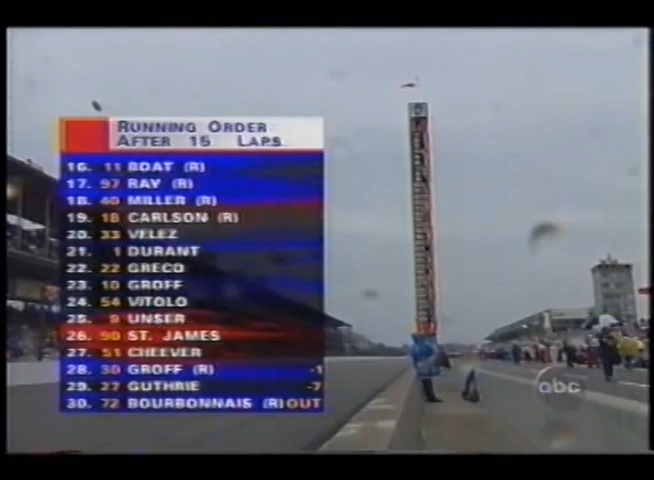 RUNNING ORDER
AFTER 15 LAPS
16. 11 BOAT (R)
17. 97 RAY (R)
18. 40 MILLER (R)
19. 18 CARLSON (R)
20. 33 VELEZ
21. 1 DURANT
22. 22 GRECO
23. 10 GROFF
24. 54 VITOLO
25. 9 UNSER
26. 90 ST. JAMES
27. 51 CHEEVER
28. 30 GROFF (R) -1
29. 27 GUTHRIE -7
30. 72 BOURBONNAIS (R) OUT
abc